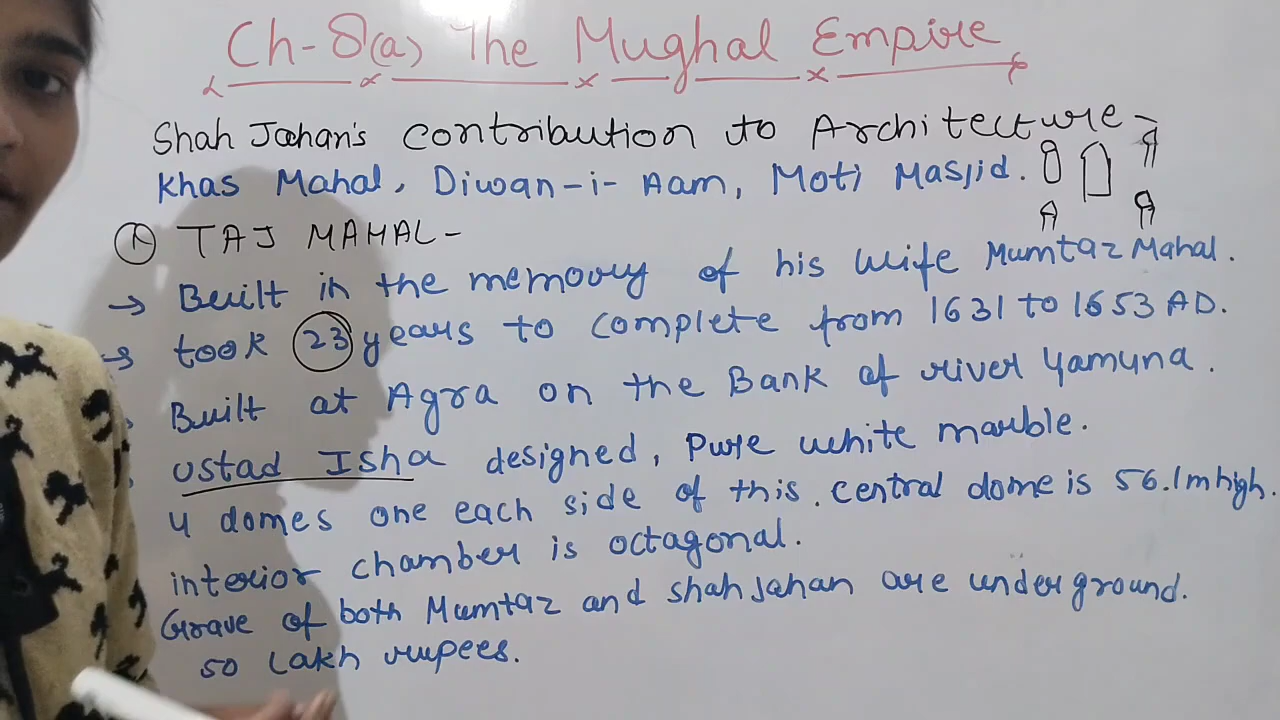 Ch-8(a) The Mughal Empire
Shah Jahan's contribution to Architecture-
Khas Mahal, Diwan-i-Aam, Moti Masjid.
① TAJ MAHAL-
→ Built in the memory of his wife Mumtaz Mahal.
→ took 23 years to complete from 1631 to 1653 AD.
Built at Agra on the Bank of river Yamuna.
ustad Isha designed, Pure white marble.
4 domes one each side of this. central dome is 56.1m high.
interior chamber is octagonal.
Grave of both Mumtaz and shah Jahan are underground.
50 Lakh rupees.